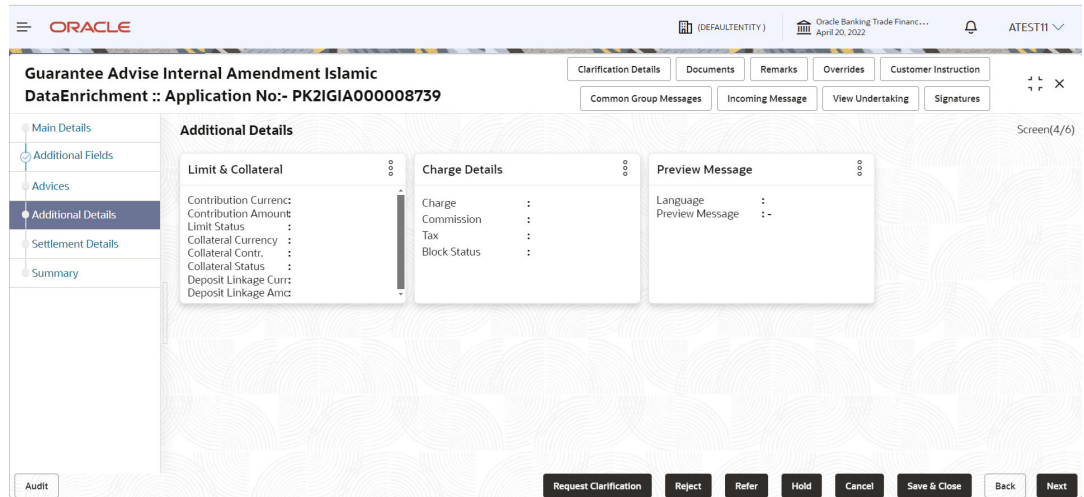 ORACLE
(DEFAULTENTITY )
Oracle Banking Trade Financ...
April 20, 2022
ATEST11
Guarantee Advise Internal Amendment Islamic
DataEnrichment :: Application No:- PK2IGIA000008739
Clarification Details
Documents
Remarks
Overrides
Customer Instruction
Common Group Messages
Incoming Message
View Undertaking
Signatures
Main Details
Additional Fields
Advices
Additional Details
Settlement Details
Summary
Additional Details
Screen(4/6)
Limit & Collateral
Contribution Currenc:
Contribution Amount:
Limit Status :
Collateral Currency :
Collateral Contr. :
Collateral Status :
Deposit Linkage Curr:
Deposit Linkage Amc:
Charge Details
Charge :
Commission :
Tax :
Block Status :
Preview Message
Language :
Preview Message : -
Audit
Request Clarification
Reject
Refer
Hold
Cancel
Save & Close
Back
Next